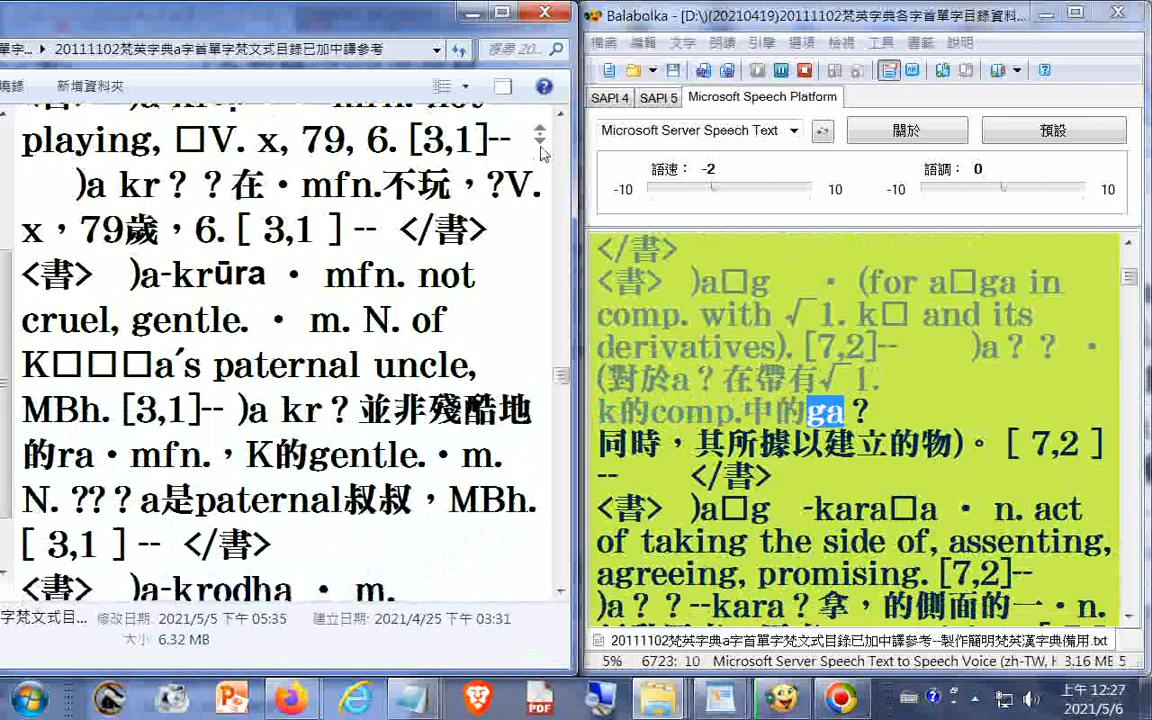 單字... ▸ 20111102梵英字典a字首單字梵文式目錄已加中譯參考
搜尋 20...
燒錄 新增資料夾
playing, □V. x, 79, 6. [3,1]--
)a kr？？在・mfn.不玩，?V.
x，79歲，6. [ 3,1 ] -- </書>
<書> )a-krūra ・ mfn. not
cruel, gentle. ・ m. N. of
K□□□a′s paternal uncle,
MBh. [3,1]-- )a kr？並非殘酷地
的ra・mfn.，K的gentle.・m.
N. ??？a是paternal叔叔，MBh.
[ 3,1 ] -- </書>
<書> )a-krodha ・ m.
字梵文式目錄... 修改日期: 2021/5/5 下午 05:35 建立日期: 2021/4/25 下午 03:31
大小: 6.32 MB
Balabolka - [D:\)(20210419)20111102梵英字典各字首單字目錄資料...
檔案 編輯 文字 朗讀 引擎 選項 檢視 工具 書籤 說明
SAPI 4 SAPI 5 Microsoft Speech Platform
Microsoft Server Speech Text 關於 預設
語速: -2 語調: 0
-10 10 -10 10
</書>
<書> )a□g ・ (for a□ga in
comp. with √1. k□ and its
derivatives). [7,2]-- )a？？ ・
(對於a？在帶有√1.
k的comp.中的ga？
同時，其所據以建立的物)。[ 7,2 ]
-- </書>
<書> )a□g -kara□a ・ n. act
of taking the side of, assenting,
agreeing, promising. [7,2]--
)a？？--kara？拿，的側面的一・n.
20111102梵英字典a字首單字梵文式目錄已加中譯參考--製作簡明梵英漢字典備用.txt
5% 6723: 10 Microsoft Server Speech Text to Speech Voice (zh-TW, H 3.16 MB 5
上午 12:27
2021/5/6